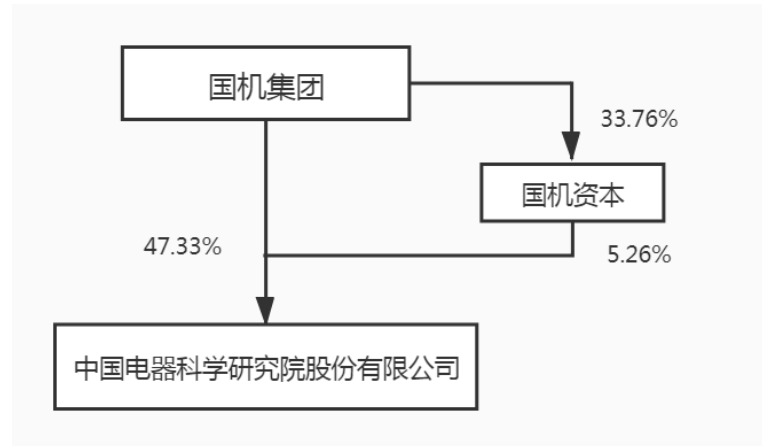 国机集团
33.76%
国机资本
47.33%
5.26%
中国电器科学研究院股份有限公司